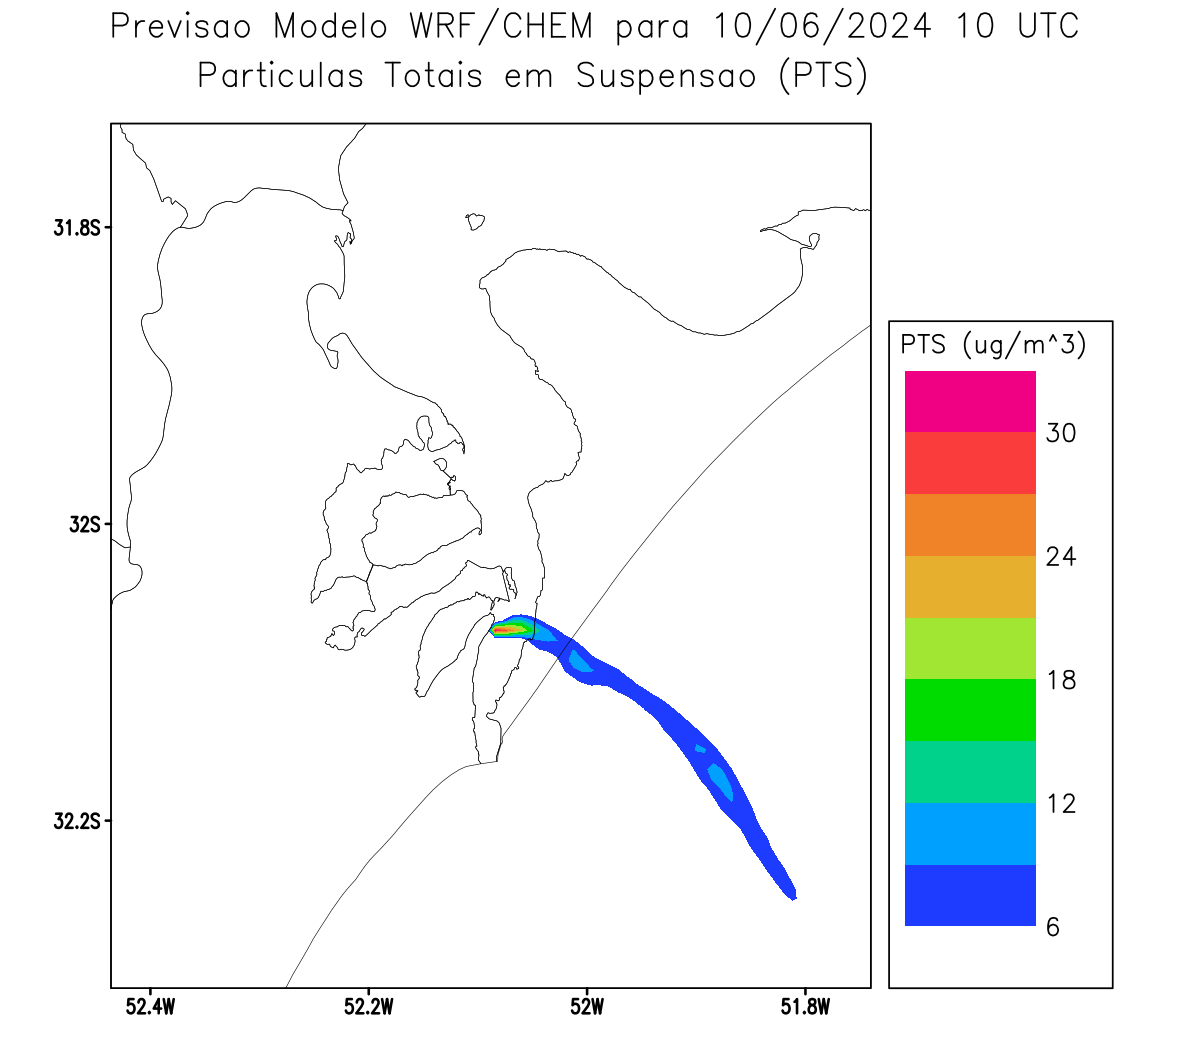 Previsao Modelo WRF/CHEM para 10/06/2024 10 UTC
Particulas Totais em Suspensao (PTS)
31.8S
32S
32.2S
52.4W
52.2W
52W
51.8W
PTS (ug/m^3)
30
24
18
12
6